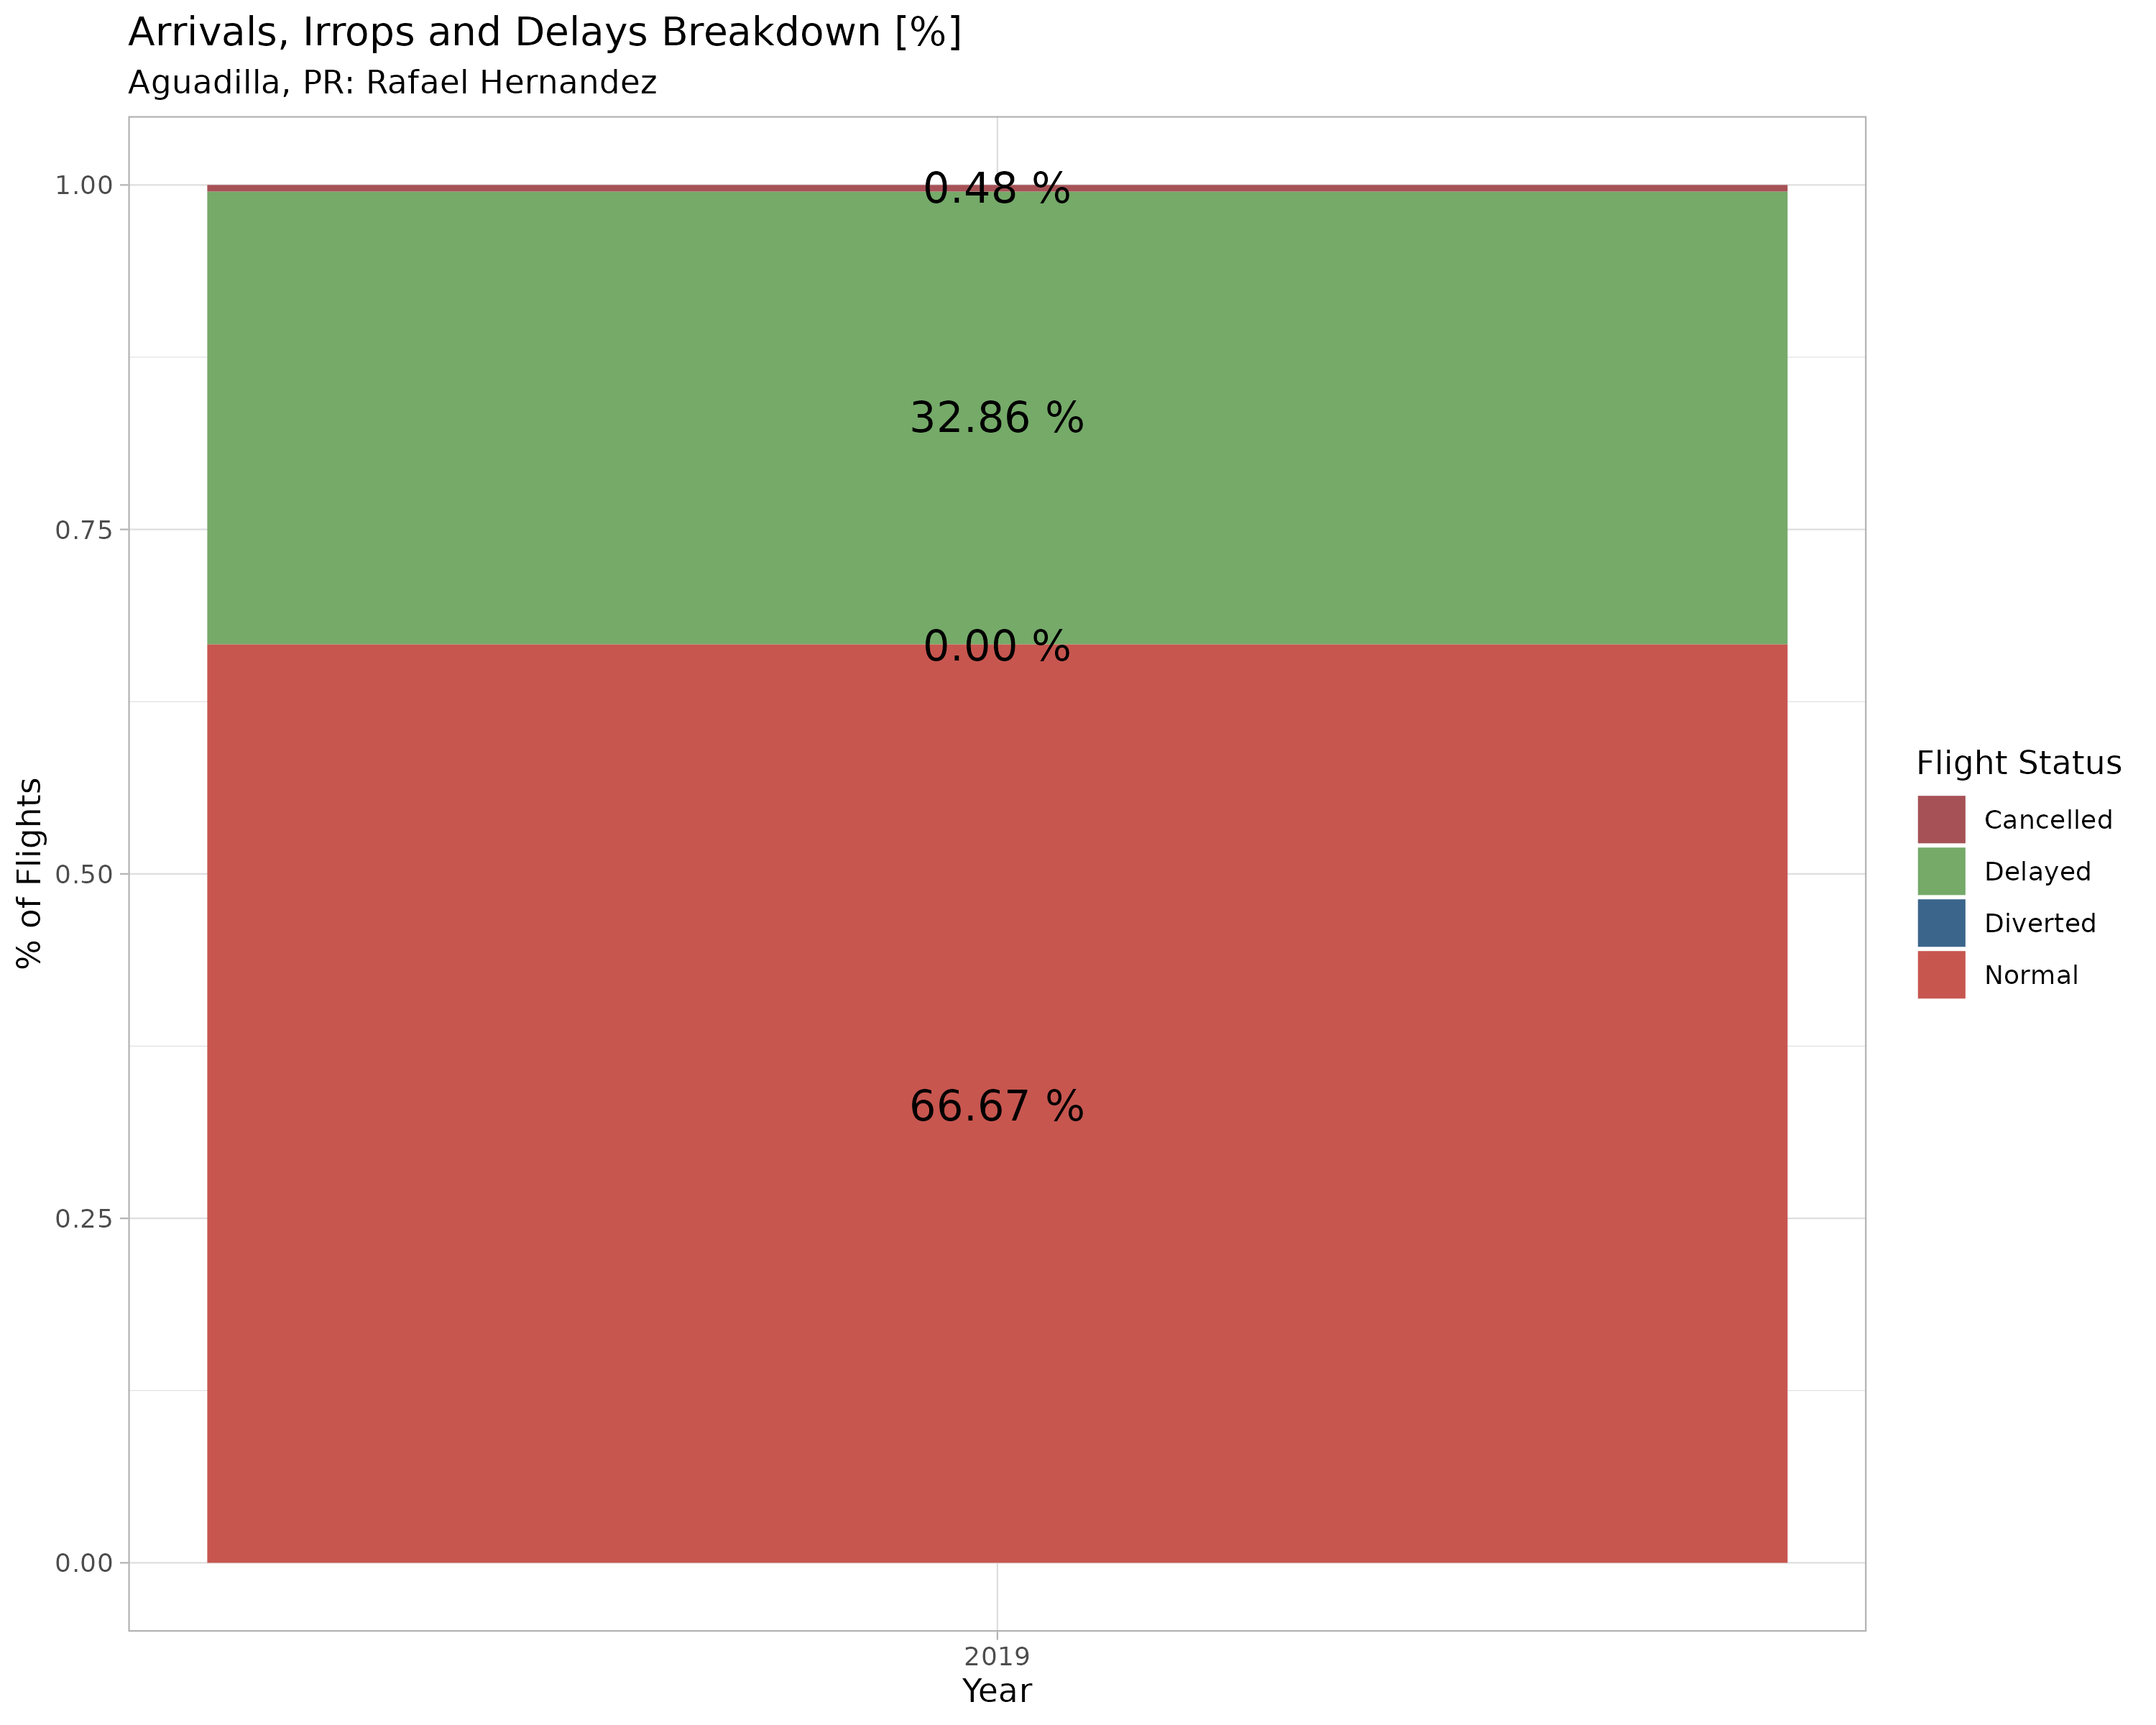 Arrivals, Irrops and Delays Breakdown [%]
Aguadilla, PR: Rafael Hernandez
% of Flights
1.00
0.75
0.50
0.25
0.00
0.48 %
32.86 %
0.00 %
66.67 %
2019
Year
Flight Status
Cancelled
Delayed
Diverted
Normal